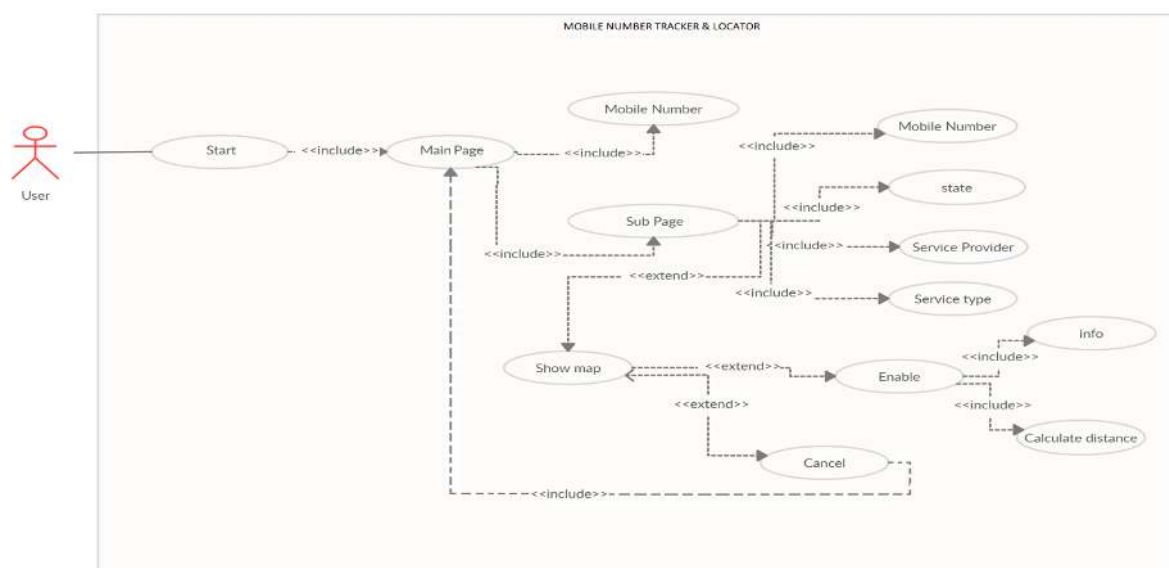 MOBILE NUMBER TRACKER & LOCATOR
Mobile Number
Mobile Number
Start
<<include>>
Main Page
<<include>>
<<include>>
User
state
<<include>>
Sub Page
<<include>>
Service Provider
<<include>>
<<extend>>
<<include>>
Service type
info
<<include>>
Show map
<<extend>>
Enable
<<extend>>
<<include>>
Calculate distance
Cancel
<<include>>